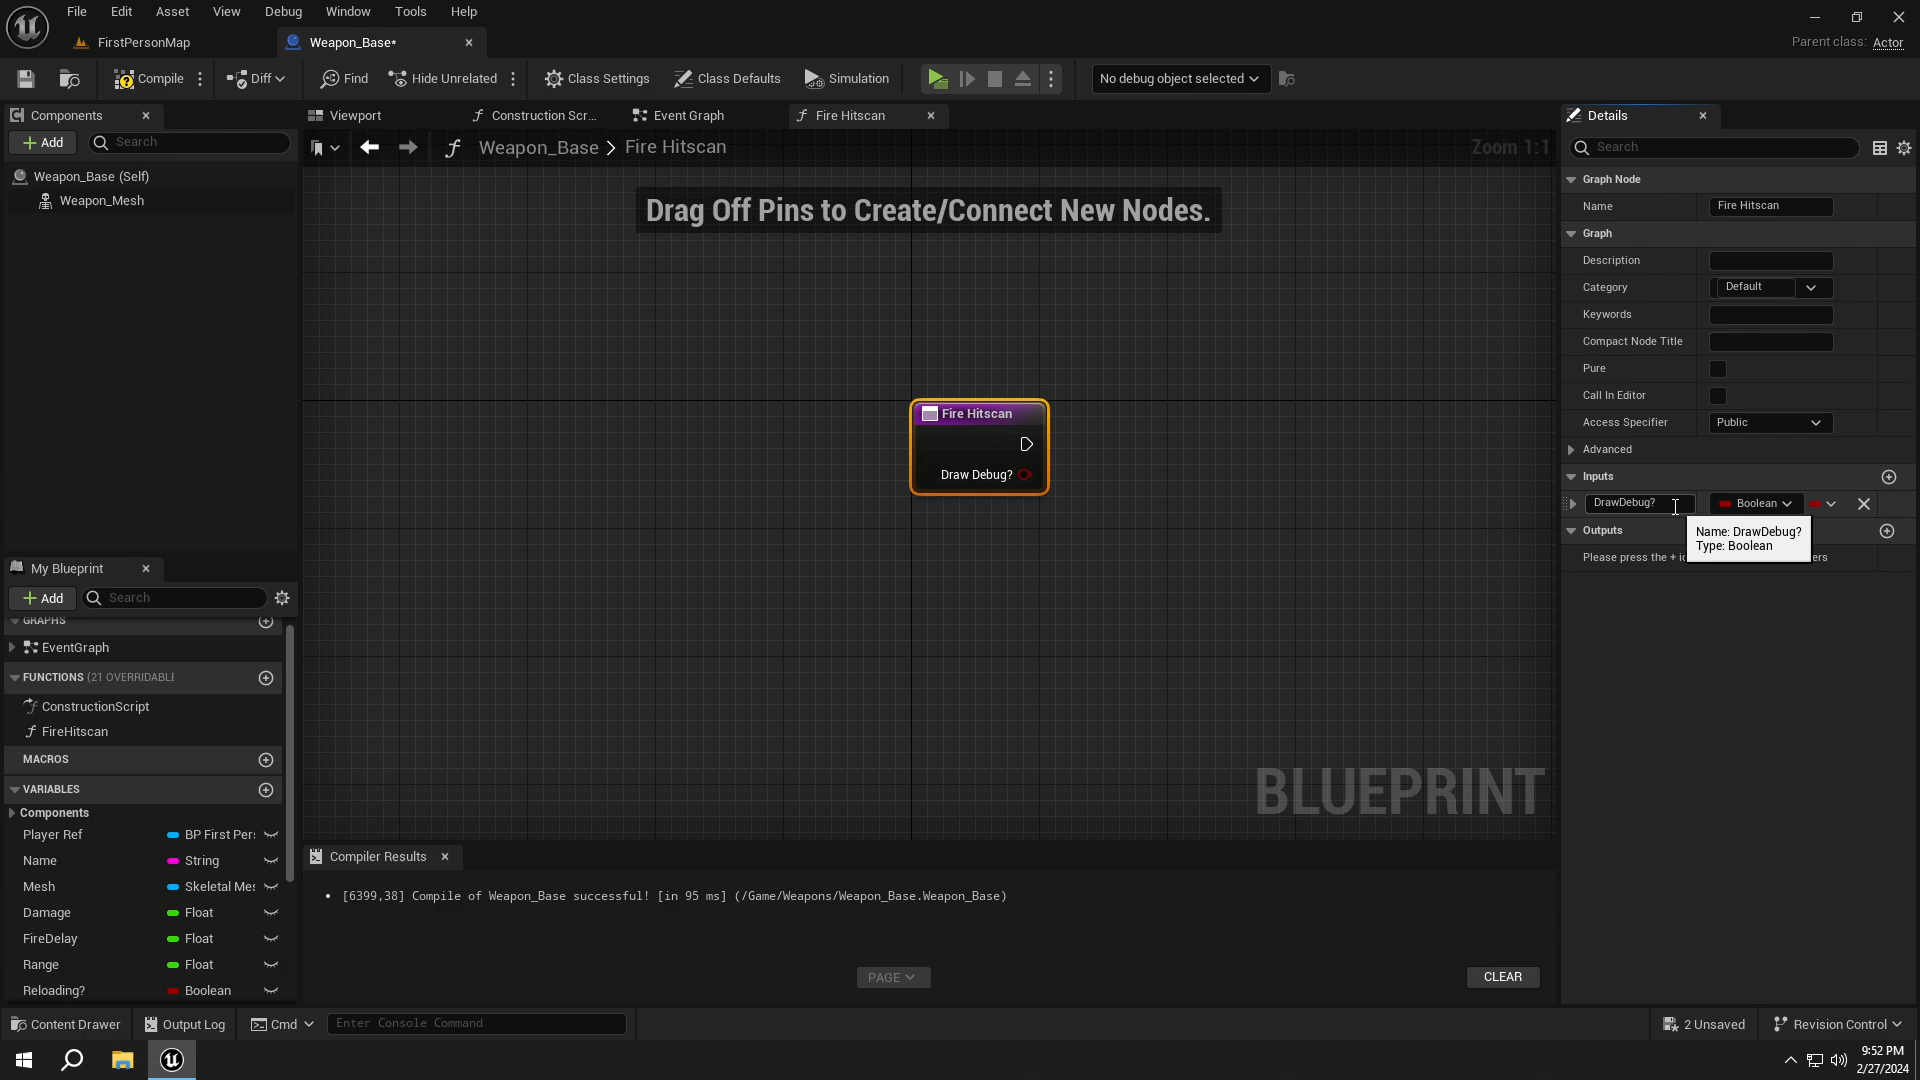 File Edit Asset View Debug Window Tools Help
FirstPersonMap
Weapon_Base*
Parent class: Actor
Compile
Diff
Find
Hide Unrelated
Class Settings
Class Defaults
Simulation
No debug object selected
Components
Add
Search
Weapon_Base (Self)
Weapon_Mesh
Viewport
Construction Scr...
Event Graph
Fire Hitscan
Weapon_Base > Fire Hitscan
Zoom 1:1
Drag Off Pins to Create/Connect New Nodes.
Fire Hitscan
Draw Debug?
BLUEPRINT
Details
Search
Graph Node
Name Fire Hitscan
Graph
Description
Category Default
Keywords
Compact Node Title
Pure
Call In Editor
Access Specifier Public
Advanced
Inputs
DrawDebug? Boolean
Outputs
Name: DrawDebug?
Type: Boolean
Please press the +
My Blueprint
Add
Search
GRAPHS
EventGraph
FUNCTIONS (21 OVERRIDABLE
ConstructionScript
FireHitscan
MACROS
VARIABLES
Components
Player Ref BP First Per
Name String
Mesh Skeletal Mes
Damage Float
FireDelay Float
Range Float
Reloading? Boolean
Compiler Results
• [6399,38] Compile of Weapon_Base successful! [in 95 ms] (/Game/Weapons/Weapon_Base.Weapon_Base)
PAGE
CLEAR
Content Drawer
Output Log
Cmd
Enter Console Command
2 Unsaved
Revision Control
9:52 PM
2/27/2024